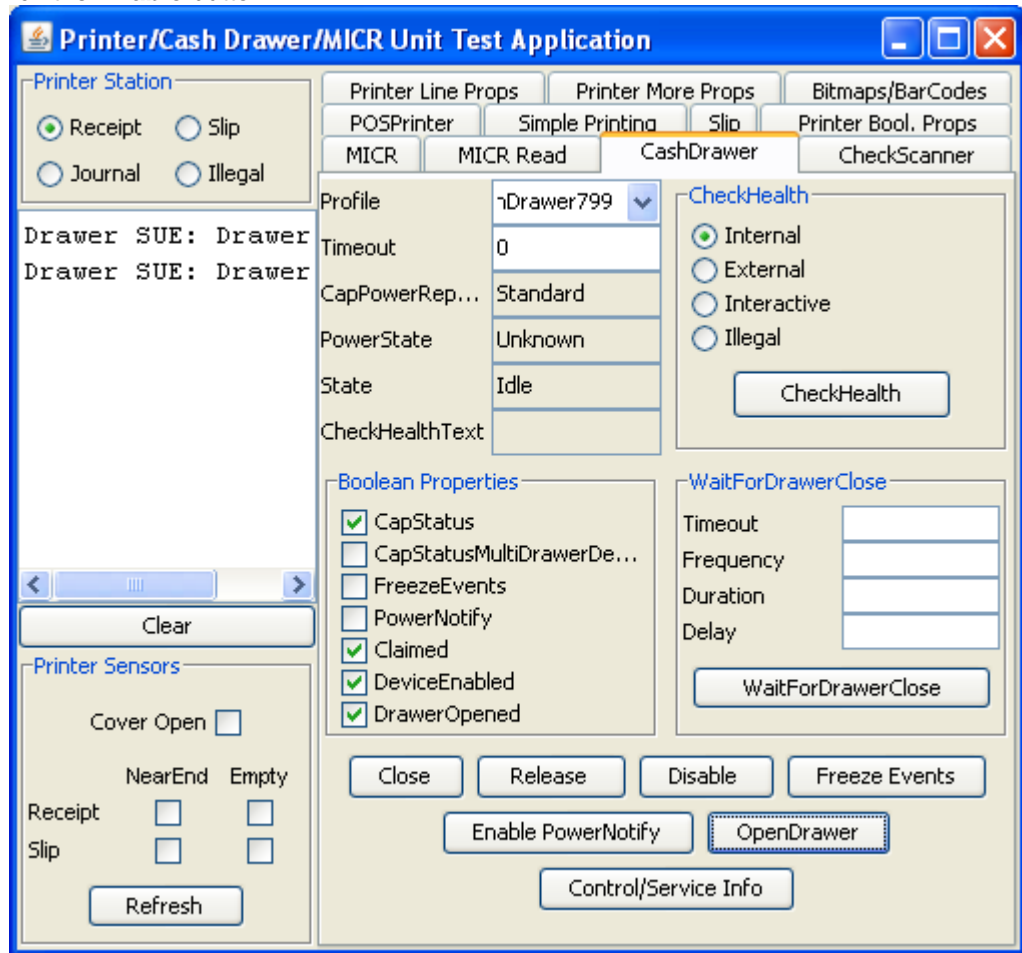 Printer/Cash Drawer/MICR Unit Test Application
Printer Station
Receipt Slip
Journal Illegal
Drawer SUE: Drawer
Drawer SUE: Drawer
Clear
Printer Sensors
Cover Open
NearEnd Empty
Receipt
Slip
Refresh
Printer Line Props Printer More Props Bitmaps/BarCodes
POSPrinter Simple Printing Slip Printer Bool. Props
MICR MICR Read CashDrawer CheckScanner
Profile nDrawer799
Timeout 0
CapPowerRep... Standard
PowerState Unknown
State Idle
CheckHealthText
CheckHealth
Internal
External
Interactive
Illegal
CheckHealth
Boolean Properties
CapStatus
CapStatusMultiDrawerDe...
FreezeEvents
PowerNotify
Claimed
DeviceEnabled
DrawerOpened
WaitForDrawerClose
Timeout
Frequency
Duration
Delay
WaitForDrawerClose
Close Release Disable Freeze Events
Enable PowerNotify OpenDrawer
Control/Service Info